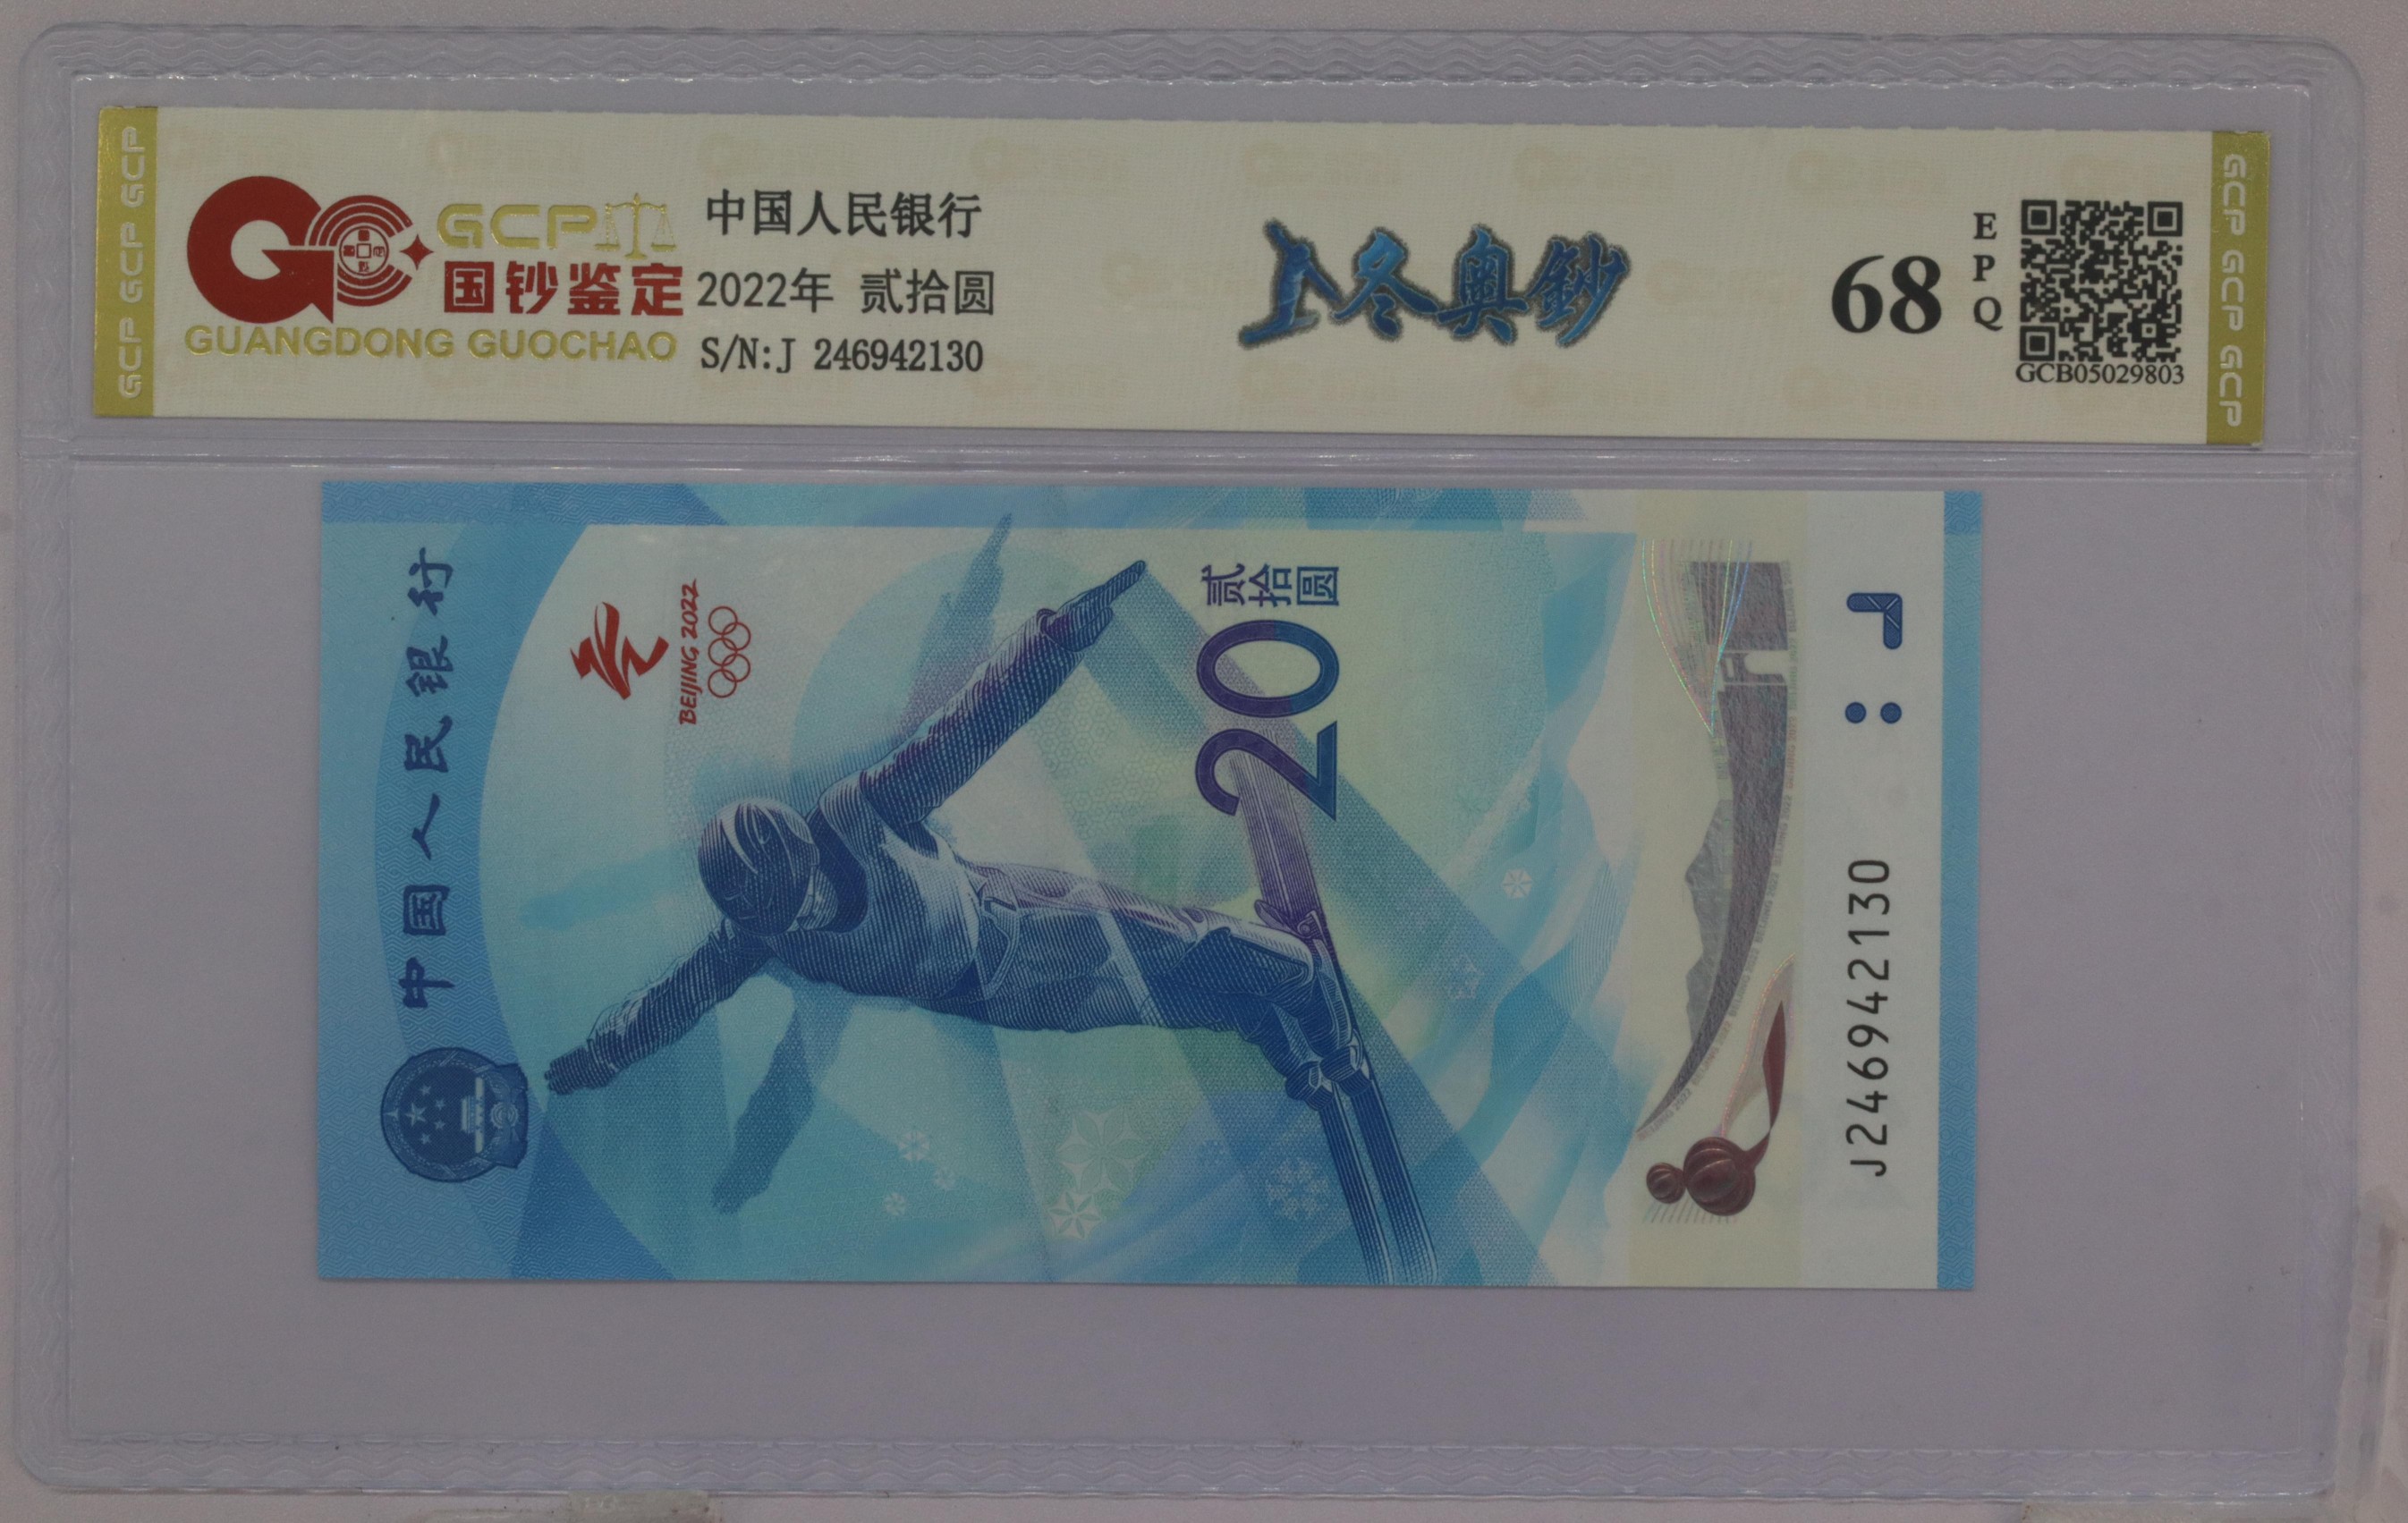 GCP GCP GCP
GCP
国钞鉴定
GUANGDONG GUOCHAO
中国人民银行
2022年 贰拾圆
S/N:J 246942130
冬奥鈔
68
EPQ
GCB05029803
GCP GCP GCP
中国人民银行
BEIJING 2022
贰拾圆
20
J246942130